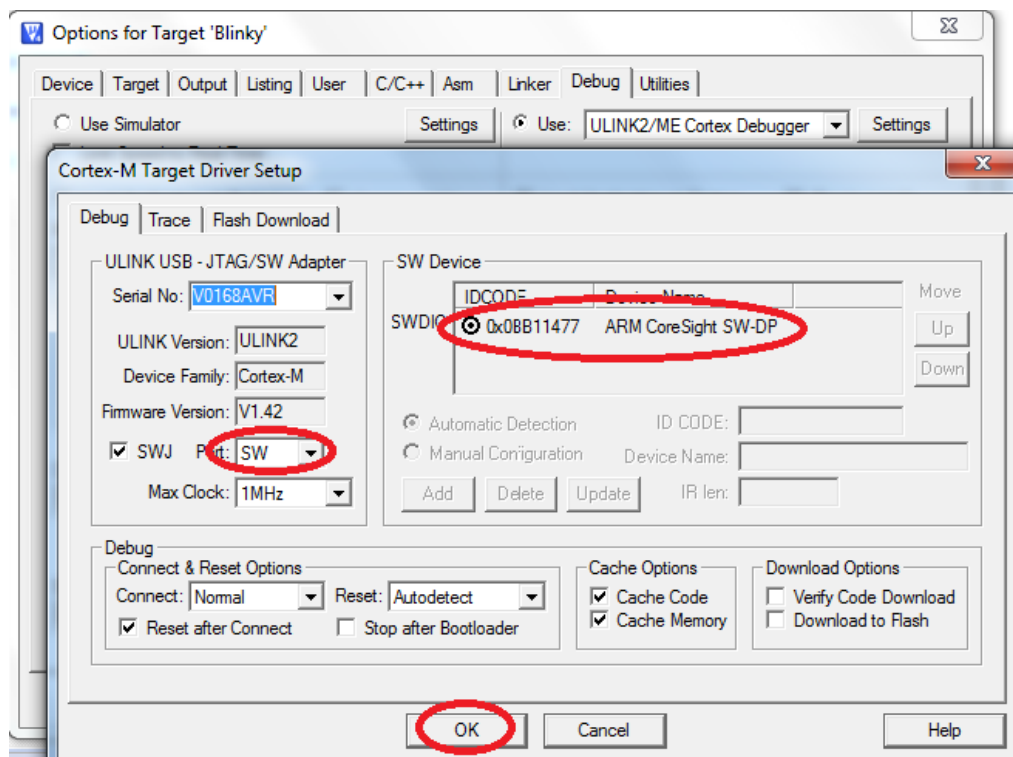 Options for Target 'Blinky'
Device Target Output Listing User C/C++ Asm Linker Debug Utilities
Use Simulator Settings Use: ULINK2/ME Cortex Debugger Settings
Cortex-M Target Driver Setup
Debug Trace Flash Download
ULINK USB - JTAG/SW Adapter
Serial No: V0168AVR
ULINK Version: ULINK2
Device Family: Cortex-M
Firmware Version: V1.42
SWJ Port: SW
Max Clock: 1MHz
SW Device
IDCODE Device Name Move
SWDIO 0x0BB11477 ARM CoreSight SW-DP Up
Down
Automatic Detection ID CODE:
Manual Configuration Device Name:
Add Delete Update IR len:
Debug
Connect & Reset Options
Connect: Normal Reset: Autodetect
Reset after Connect Stop after Bootloader
Cache Options
Cache Code
Cache Memory
Download Options
Verify Code Download
Download to Flash
OK Cancel Help